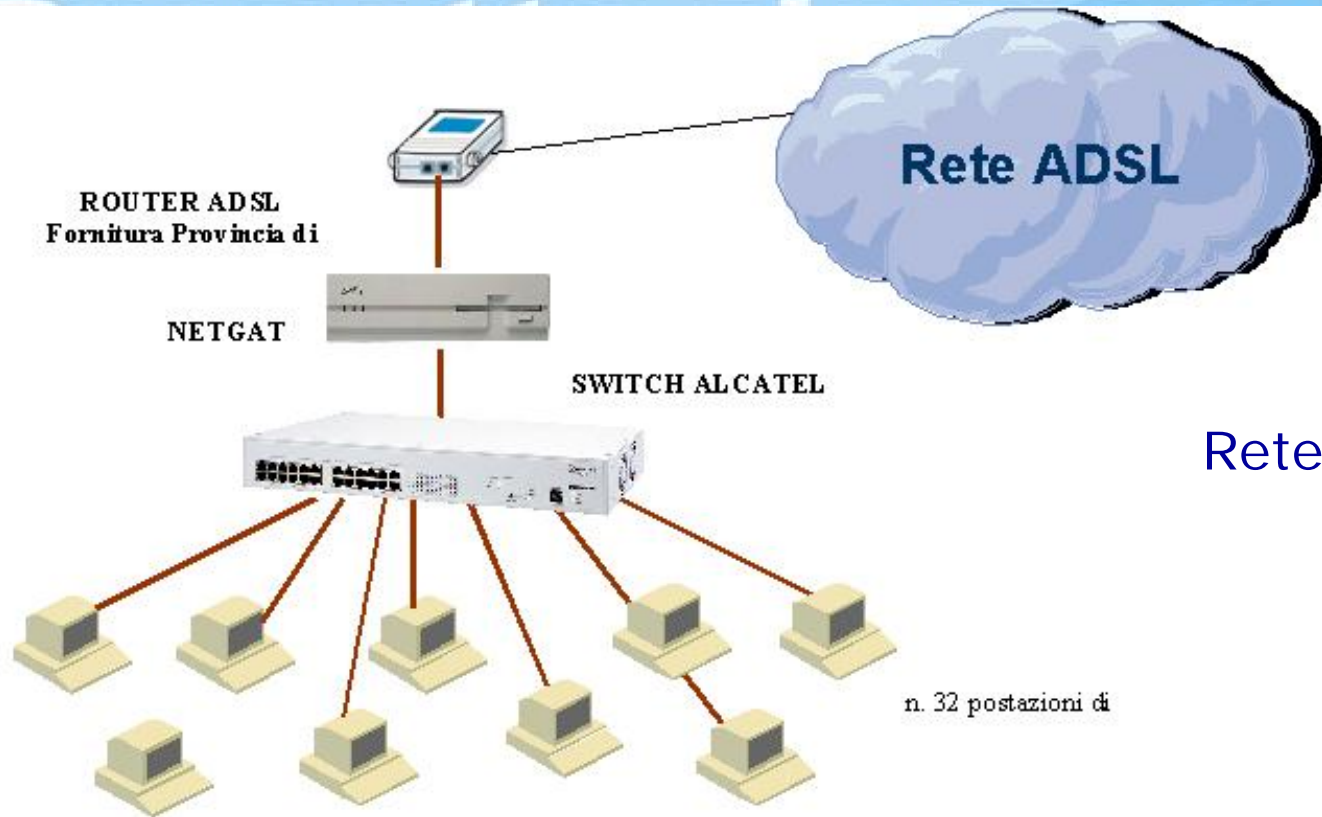 Rete ADSL
ROUTER ADSL
Fornitura Provincia di
NETGAT
SWITCH ALCATEL
Rete
n. 32 postazioni di